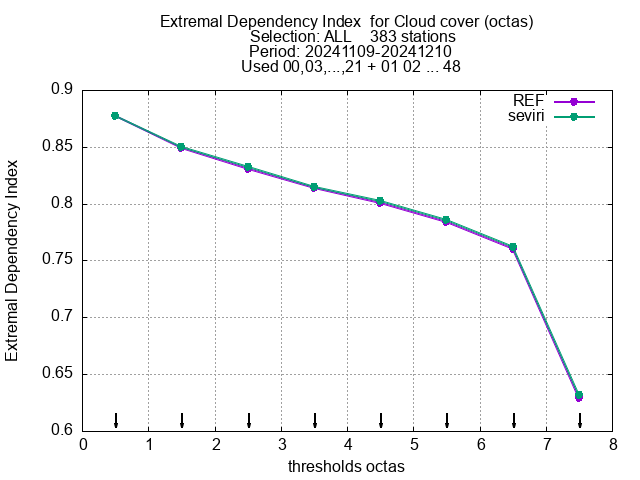 Extremal Dependency Index  for Cloud cover (octas)
Selection: ALL    383 stations
Period: 20241109-20241210
Used 00,03,...,21 + 01 02 ... 48
REF
seviri
Extremal Dependency Index
0.9
0.85
0.8
0.75
0.7
0.65
0.6
0 1 2 3 4 5 6 7 8
thresholds octas